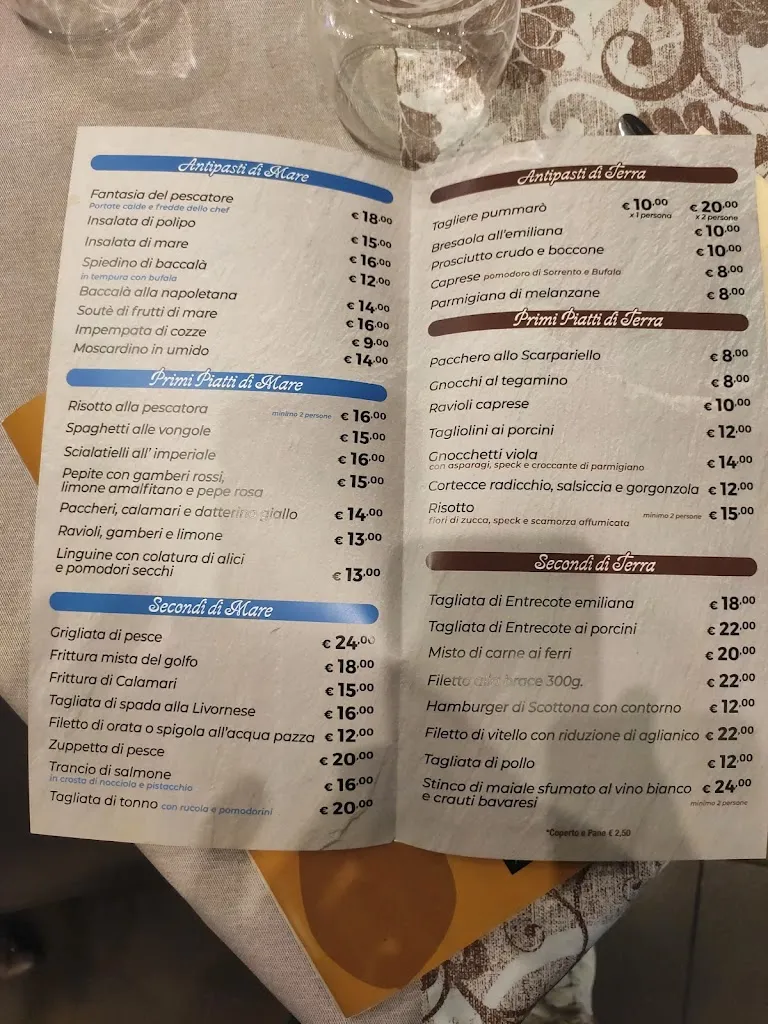 Antipasti di Mare
Fantasia del pescatore € 18.00
Portate calde e fredde dello chef
Insalata di polipo € 15.00
Insalata di mare € 16.00
Spiedino di baccalà € 12.00
in tempura con bufala
Baccalà alla napoletana € 14.00
Soutè di frutti di mare € 16.00
Impempata di cozze € 9.00
Moscardino in umido € 14.00
Primi Piatti di Mare
Risotto alla pescatora minimo 2 persone € 16.00
Spaghetti alle vongole € 15.00
Scialatielli all' imperiale € 16.00
Pepite con gamberi rossi, € 15.00
limone amalfitano e pepe rosa
Paccheri, calamari e datterino giallo € 14.00
Ravioli, gamberi e limone € 13.00
Linguine con colatura di alici
e pomodori secchi € 13.00
Secondi di Mare
Grigliata di pesce € 24.00
Frittura mista del golfo € 18.00
Frittura di Calamari € 15.00
Tagliata di spada alla Livornese € 16.00
Filetto di orata o spigola all'acqua pazza € 12.00
Zuppetta di pesce € 20.00
Trancio di salmone € 16.00
in crosta di nocciola e pistacchio
Tagliata di tonno con rucola e pomodorini € 20.00
Antipasti di Terra
Tagliere pummarò € 10.00 € 20.00
x 1 persona x 2 persone
Bresaola all'emiliana € 10.00
Prosciutto crudo e boccone € 10.00
Caprese pomodoro di Sorrento e Bufala € 8.00
Parmigiana di melanzane € 8.00
Primi Piatti di Terra
Pacchero allo Scarpariello € 8.00
Gnocchi al tegamino € 8.00
Ravioli caprese € 10.00
Tagliolini ai porcini € 12.00
Gnocchetti viola € 14.00
con asparagi, speck e croccante di parmigiano
Cortecce radicchio, salsiccia e gorgonzola € 12.00
Risotto minimo 2 persone € 15.00
fiori di zucca, speck e scamorza affumicata
Secondi di Terra
Tagliata di Entrecote emiliana € 18.00
Tagliata di Entrecote ai porcini € 22.00
Misto di carne ai ferri € 20.00
Filetto alla brace 300g. € 22.00
Hamburger di Scottona con contorno € 12.00
Filetto di vitello con riduzione di aglianico € 22.00
Tagliata di pollo € 12.00
Stinco di maiale sfumato al vino bianco € 24.00
e crauti bavaresi minimo 2 persone
*Coperto e Pane € 2,50